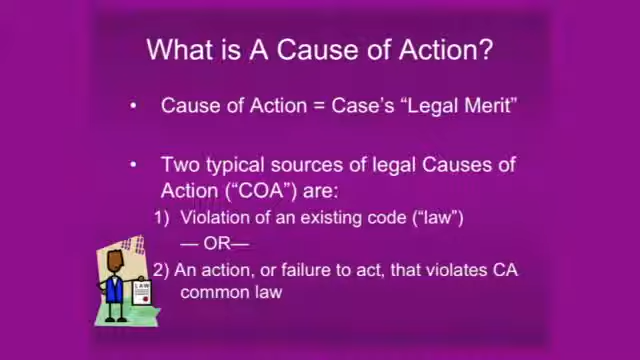 What is A Cause of Action?
• Cause of Action = Case's “Legal Merit”
• Two typical sources of legal Causes of
Action (“COA”) are:
1) Violation of an existing code (“law”)
— OR—
2) An action, or failure to act, that violates CA
common law
LAW